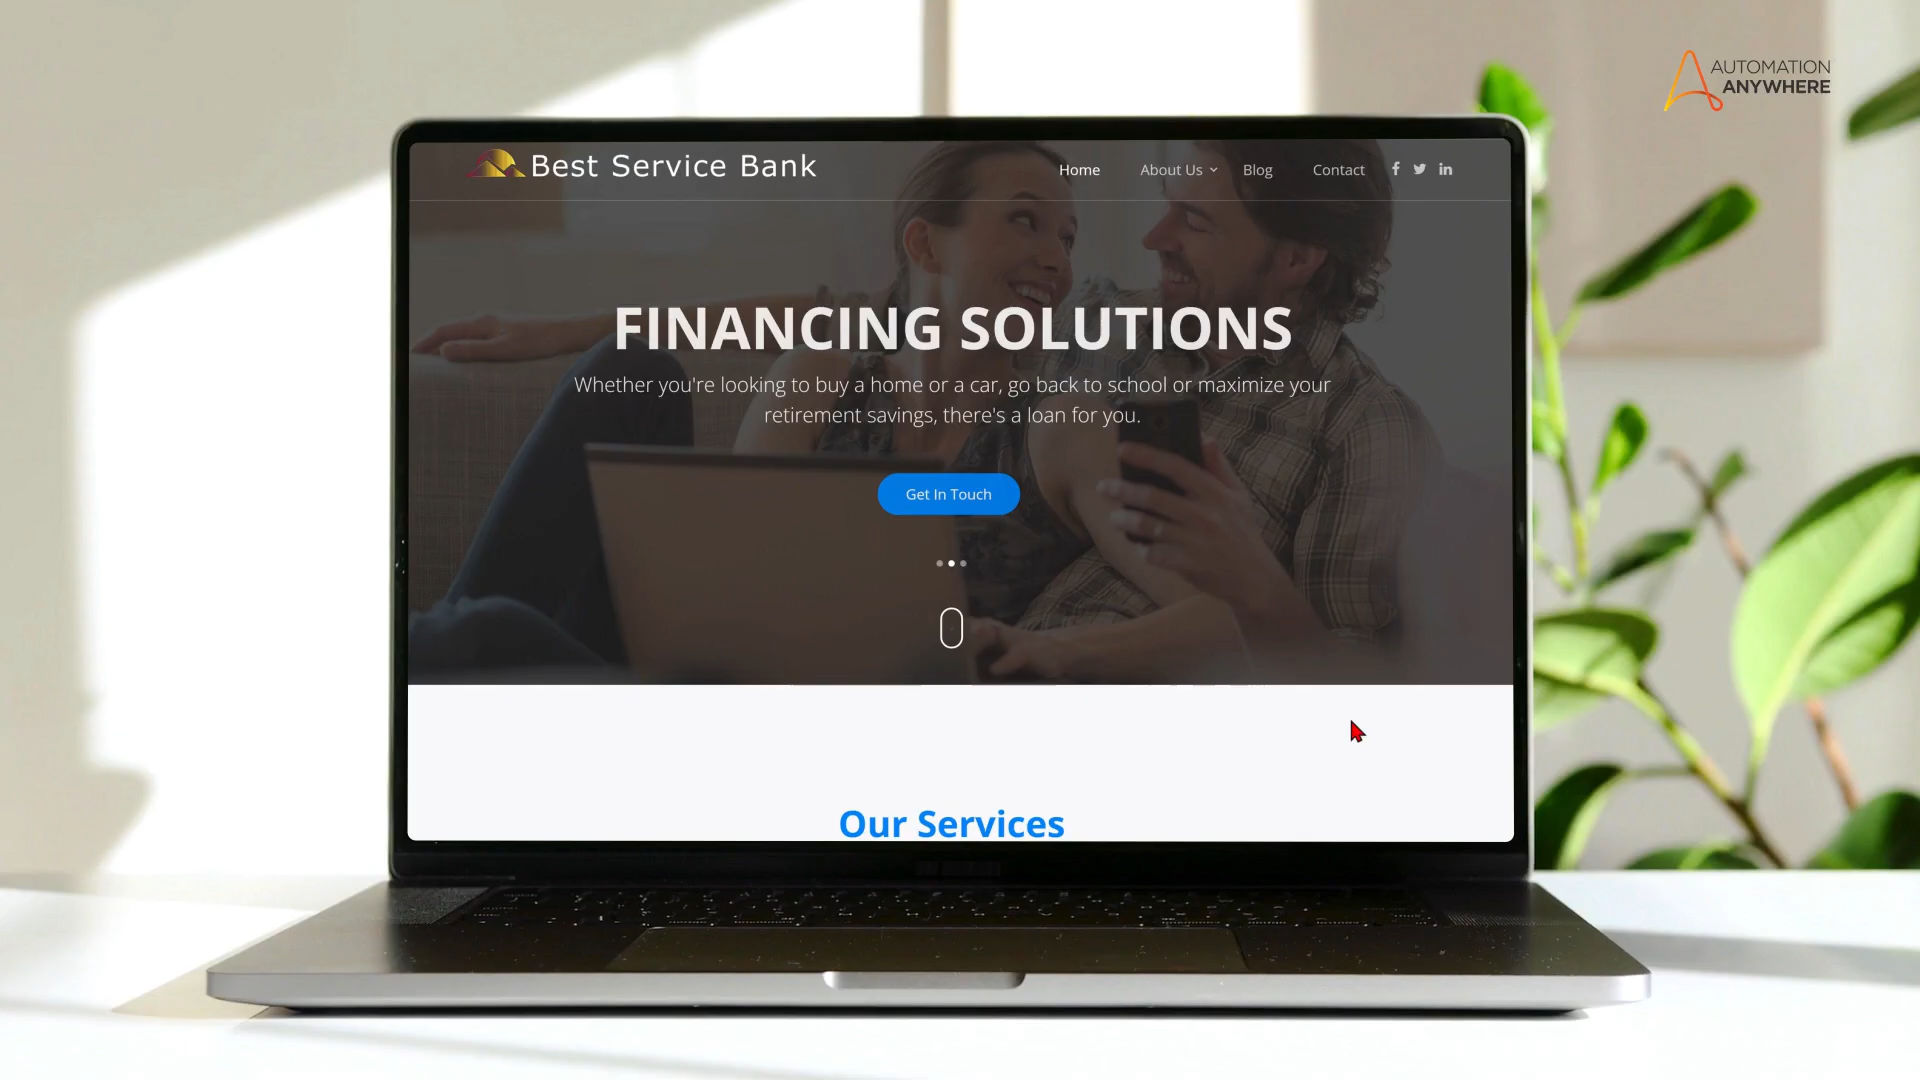 AUTOMATION
ANYWHERE
Best Service Bank
Home
About Us
Blog
Contact
FINANCING SOLUTIONS
Whether you're looking to buy a home or a car, go back to school or maximize your
retirement savings, there's a loan for you.
Get In Touch
Our Services